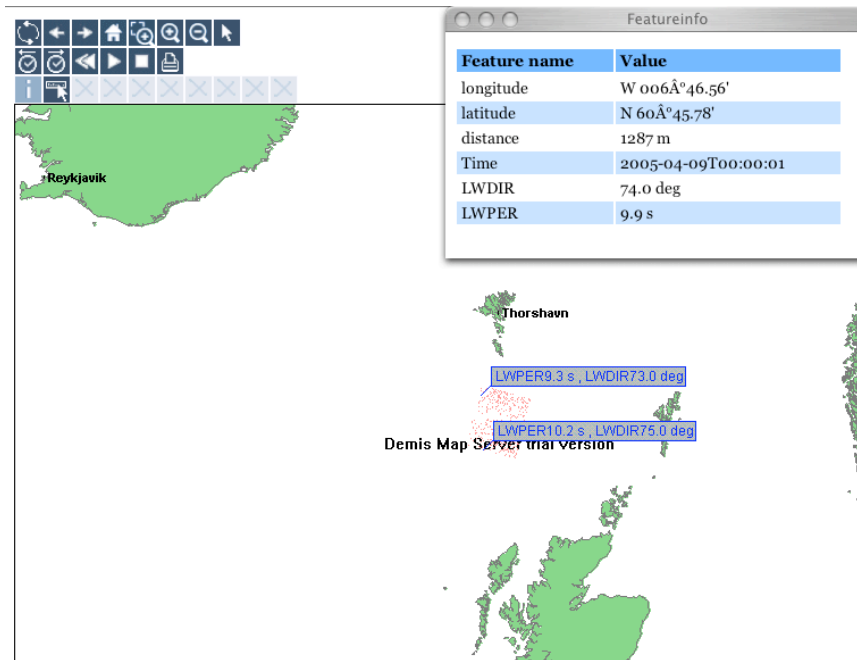 Featureinfo
Feature name Value
longitude W 006Â°46.56'
latitude N 60Â°45.78'
distance 1287 m
Time 2005-04-09T00:00:01
LWDIR 74.0 deg
LWPER 9.9 s
Reykjavik
Thorshavn
LWPER9.3 s , LWDIR73.0 deg
LWPER10.2 s , LWDIR75.0 deg
Demis Map Server trial version